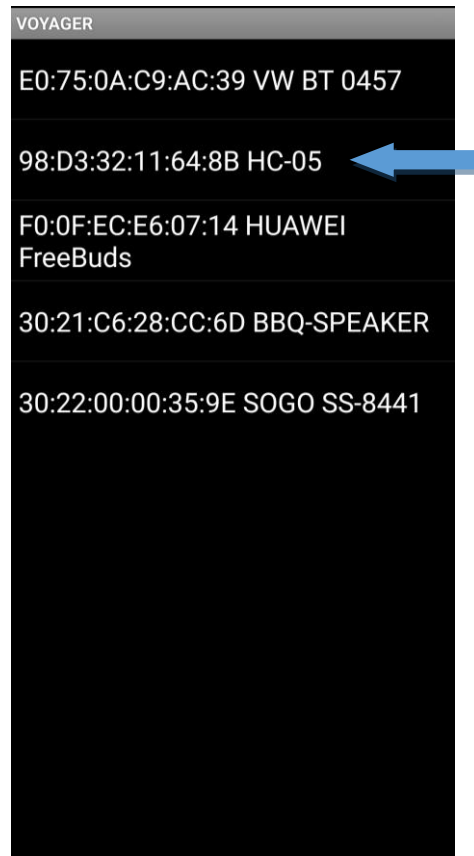 VOYAGER
E0:75:0A:C9:AC:39 VW BT 0457
98:D3:32:11:64:8B HC-05
F0:0F:EC:E6:07:14 HUAWEI
FreeBuds
30:21:C6:28:CC:6D BBQ-SPEAKER
30:22:00:00:35:9E SOGO SS-8441